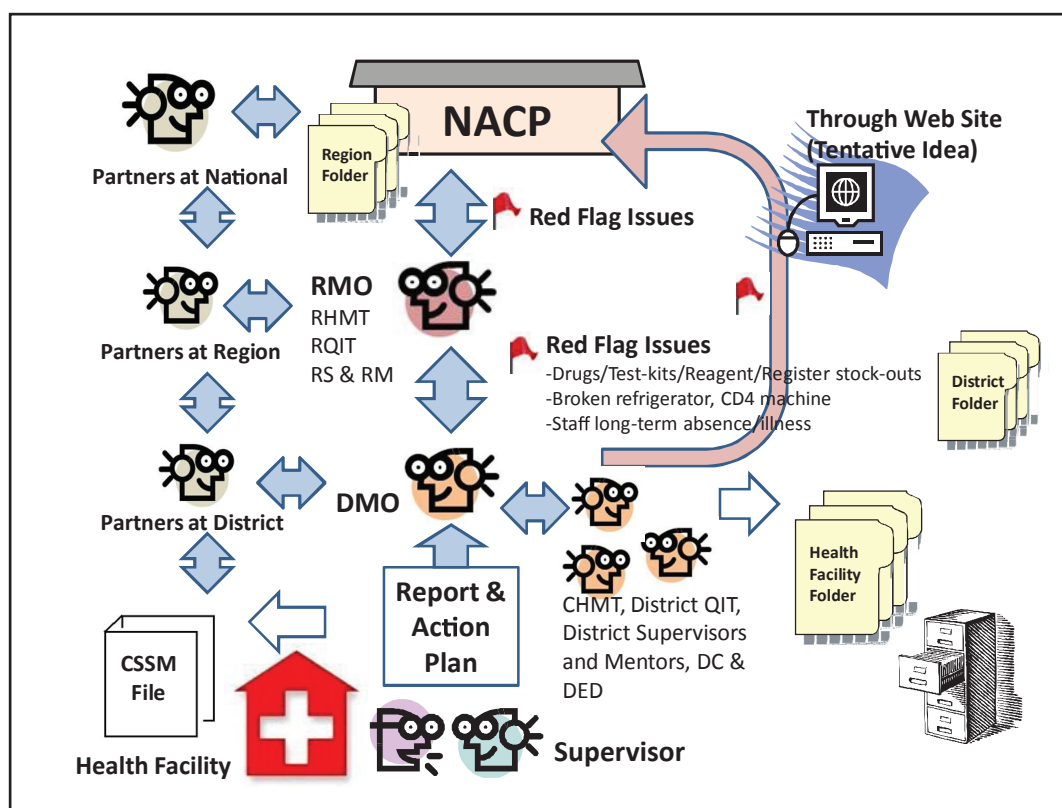 NACP
Region
Folder
Through Web Site
(Tentative Idea)
Partners at National
Red Flag Issues
RMO
RHMT
RQIT
RS & RM
Partners at Region
Red Flag Issues
-Drugs/Test-kits/Reagent/Register stock-outs
-Broken refrigerator, CD4 machine
-Staff long-term absence/illness
District
Folder
DMO
Partners at District
Health
Facility
Folder
Report &
Action
Plan
CHMT, District QIT,
District Supervisors
and Mentors, DC &
DED
CSSM
File
Health Facility
Supervisor